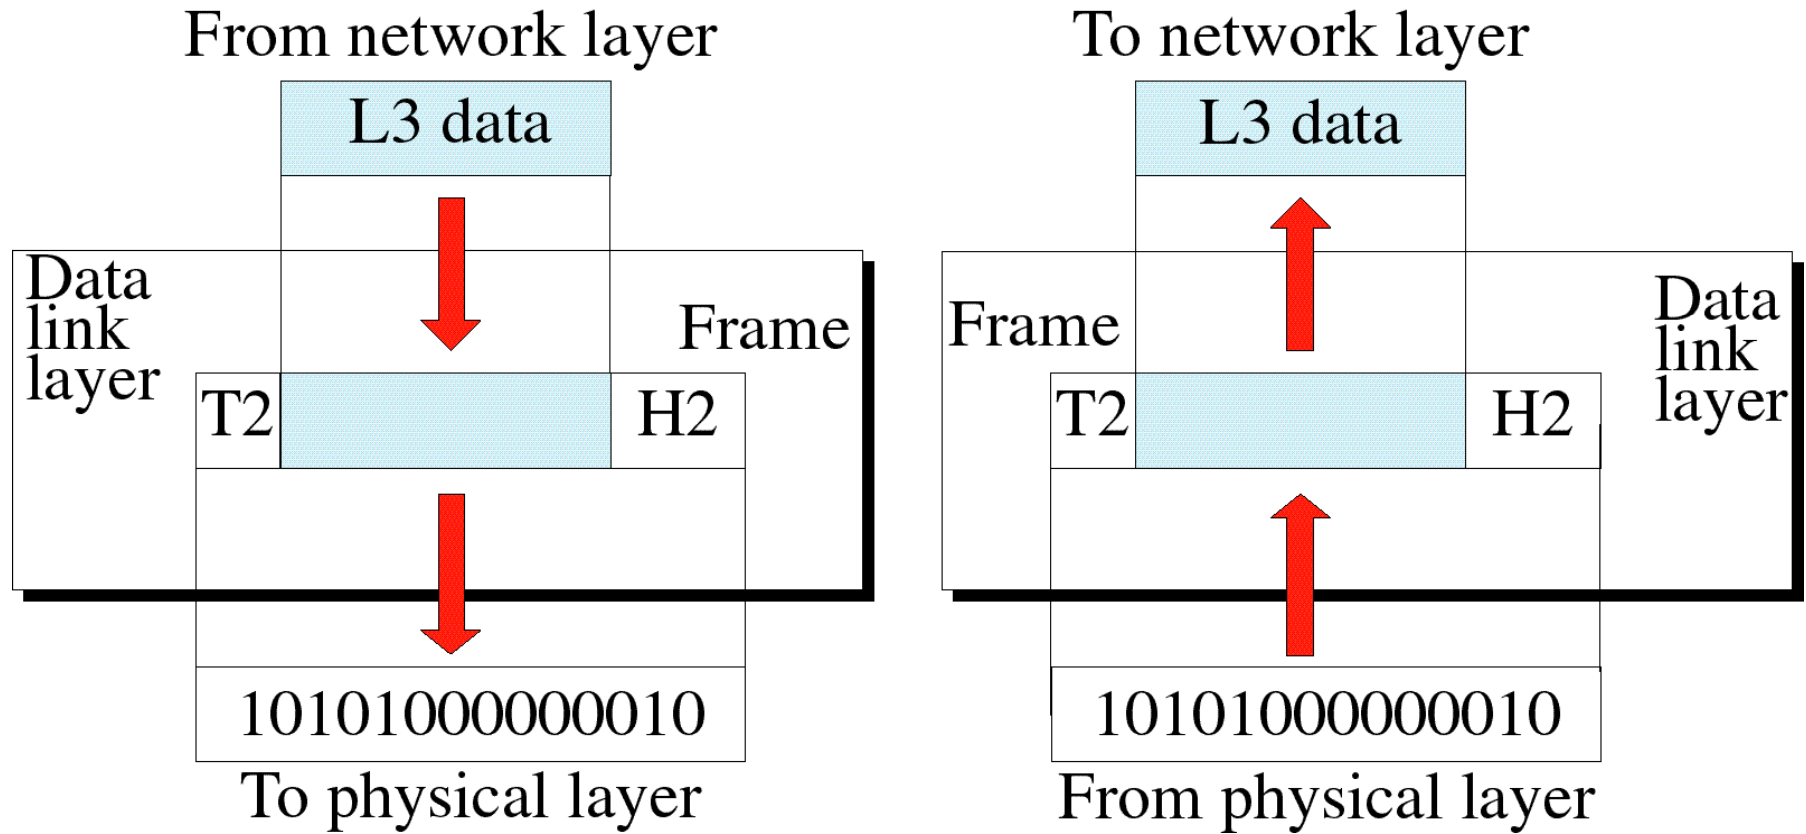 From network layer
L3 data
Data
link
layer
Frame
T2
H2
10101000000010
To physical layer
To network layer
L3 data
Frame
Data
link
layer
T2
H2
10101000000010
From physical layer